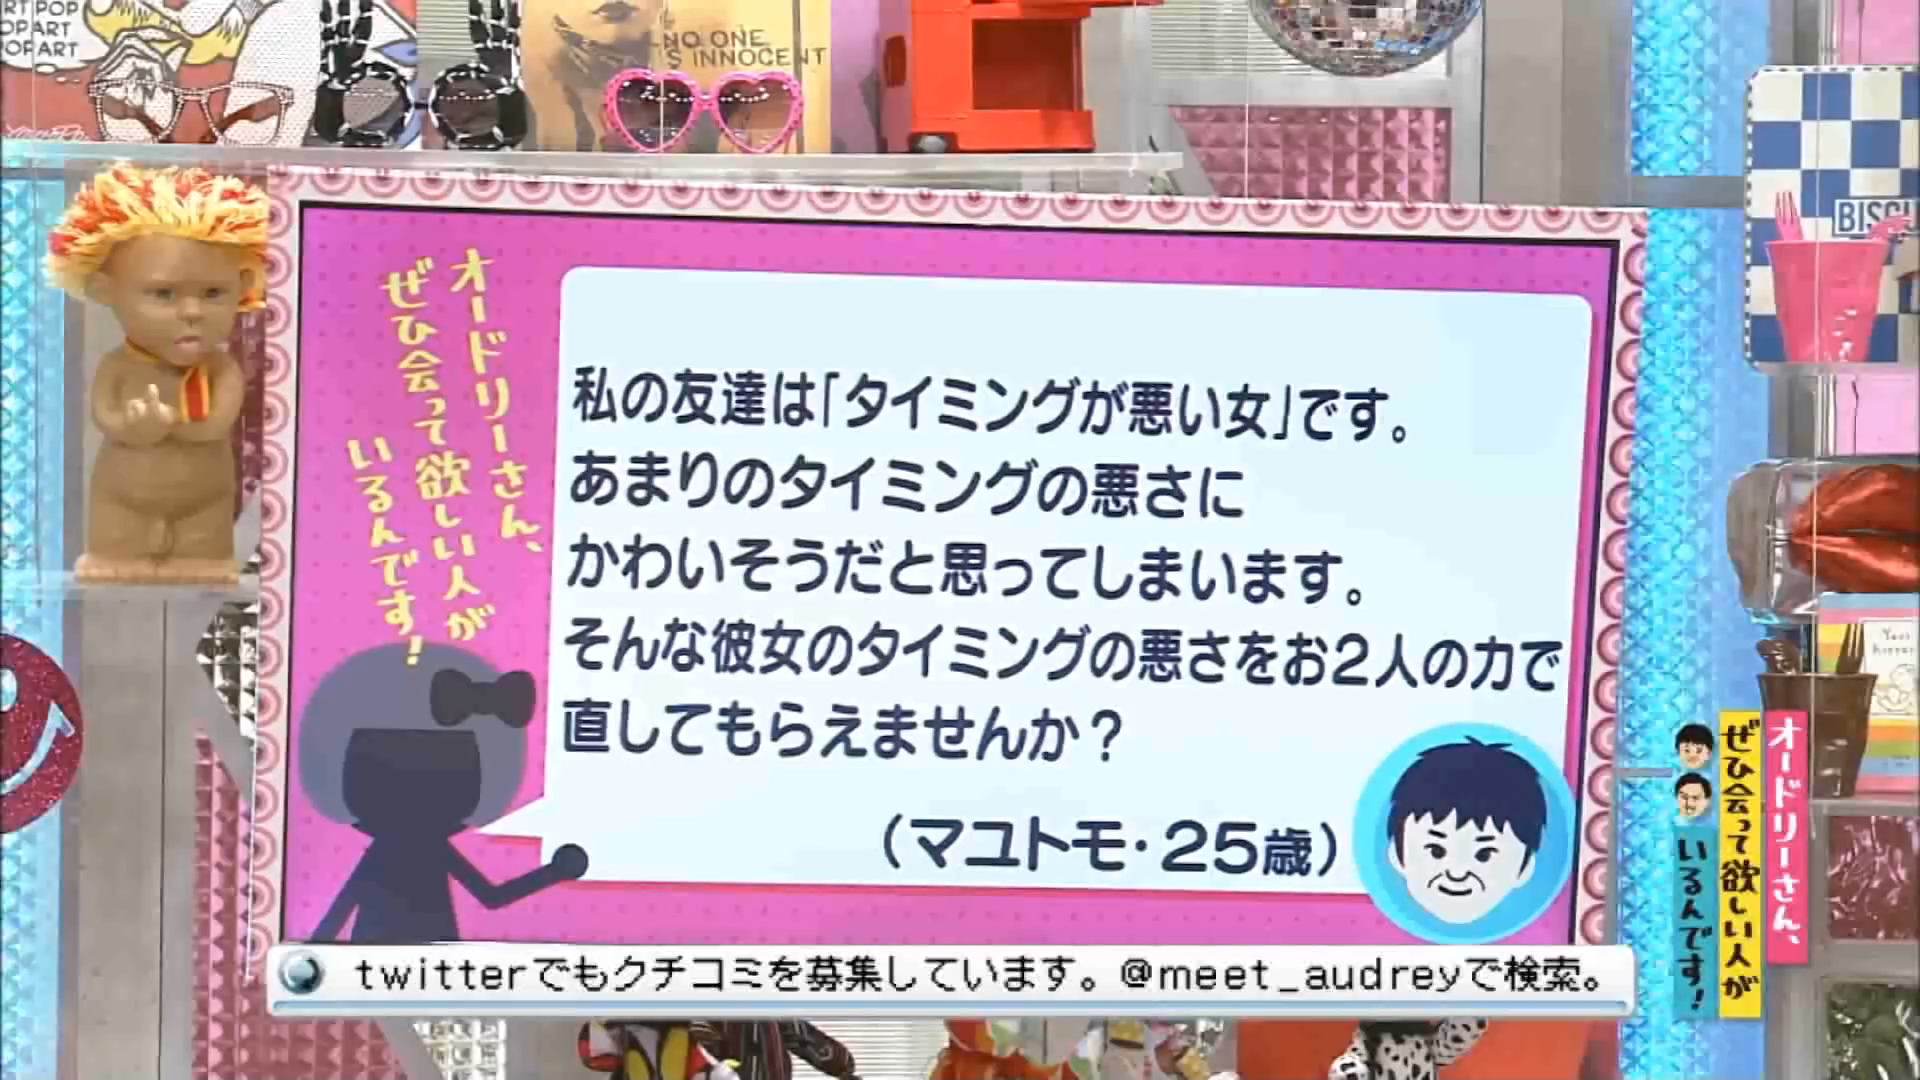 RT POP
OPART
POPART
NO ONE
IS INNOCENT
BISCU
オードリーさん、
ぜひ会って欲しい人が
いるんです!
私の友達は「タイミングが悪い女」です。
あまりのタイミングの悪さに
かわいそうだと思ってしまいます。
そんな彼女のタイミングの悪さをお2人の力で
直してもらえませんか?
(マユトモ・25歳)
オードリーさん、
ぜひ会って欲しい人が
いるんです!
twitterでもクチコミを募集しています。@meet_audreyで検索。